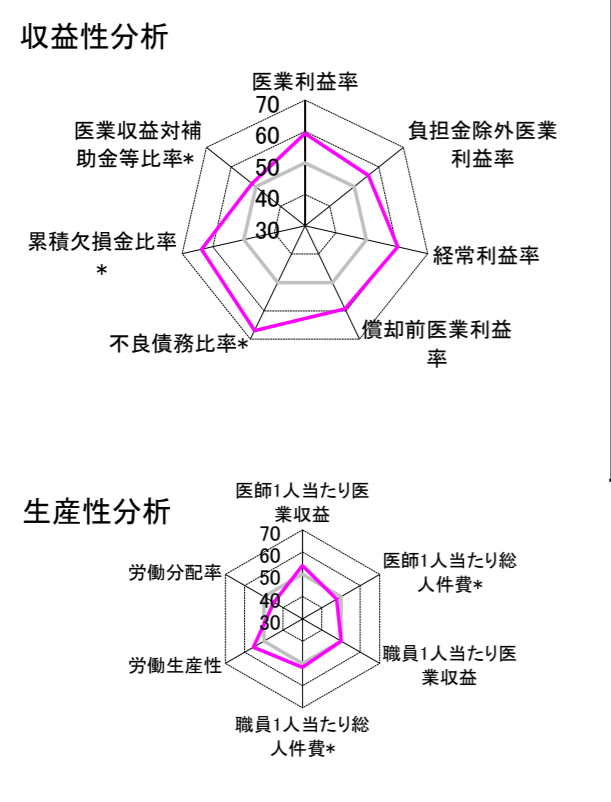 収益性分析
医業利益率
70
60
50
40
30
負担金除外医業
利益率
経常利益率
償却前医業利益
率
不良債務比率*
累積欠損金比率
*
医業収益対補
助金等比率*
生産性分析
医師1人当たり医
業収益
70
60
50
40
30
医師1人当たり総
人件費*
職員1人当たり医
業収益
職員1人当たり総
人件費*
労働生産性
労働分配率